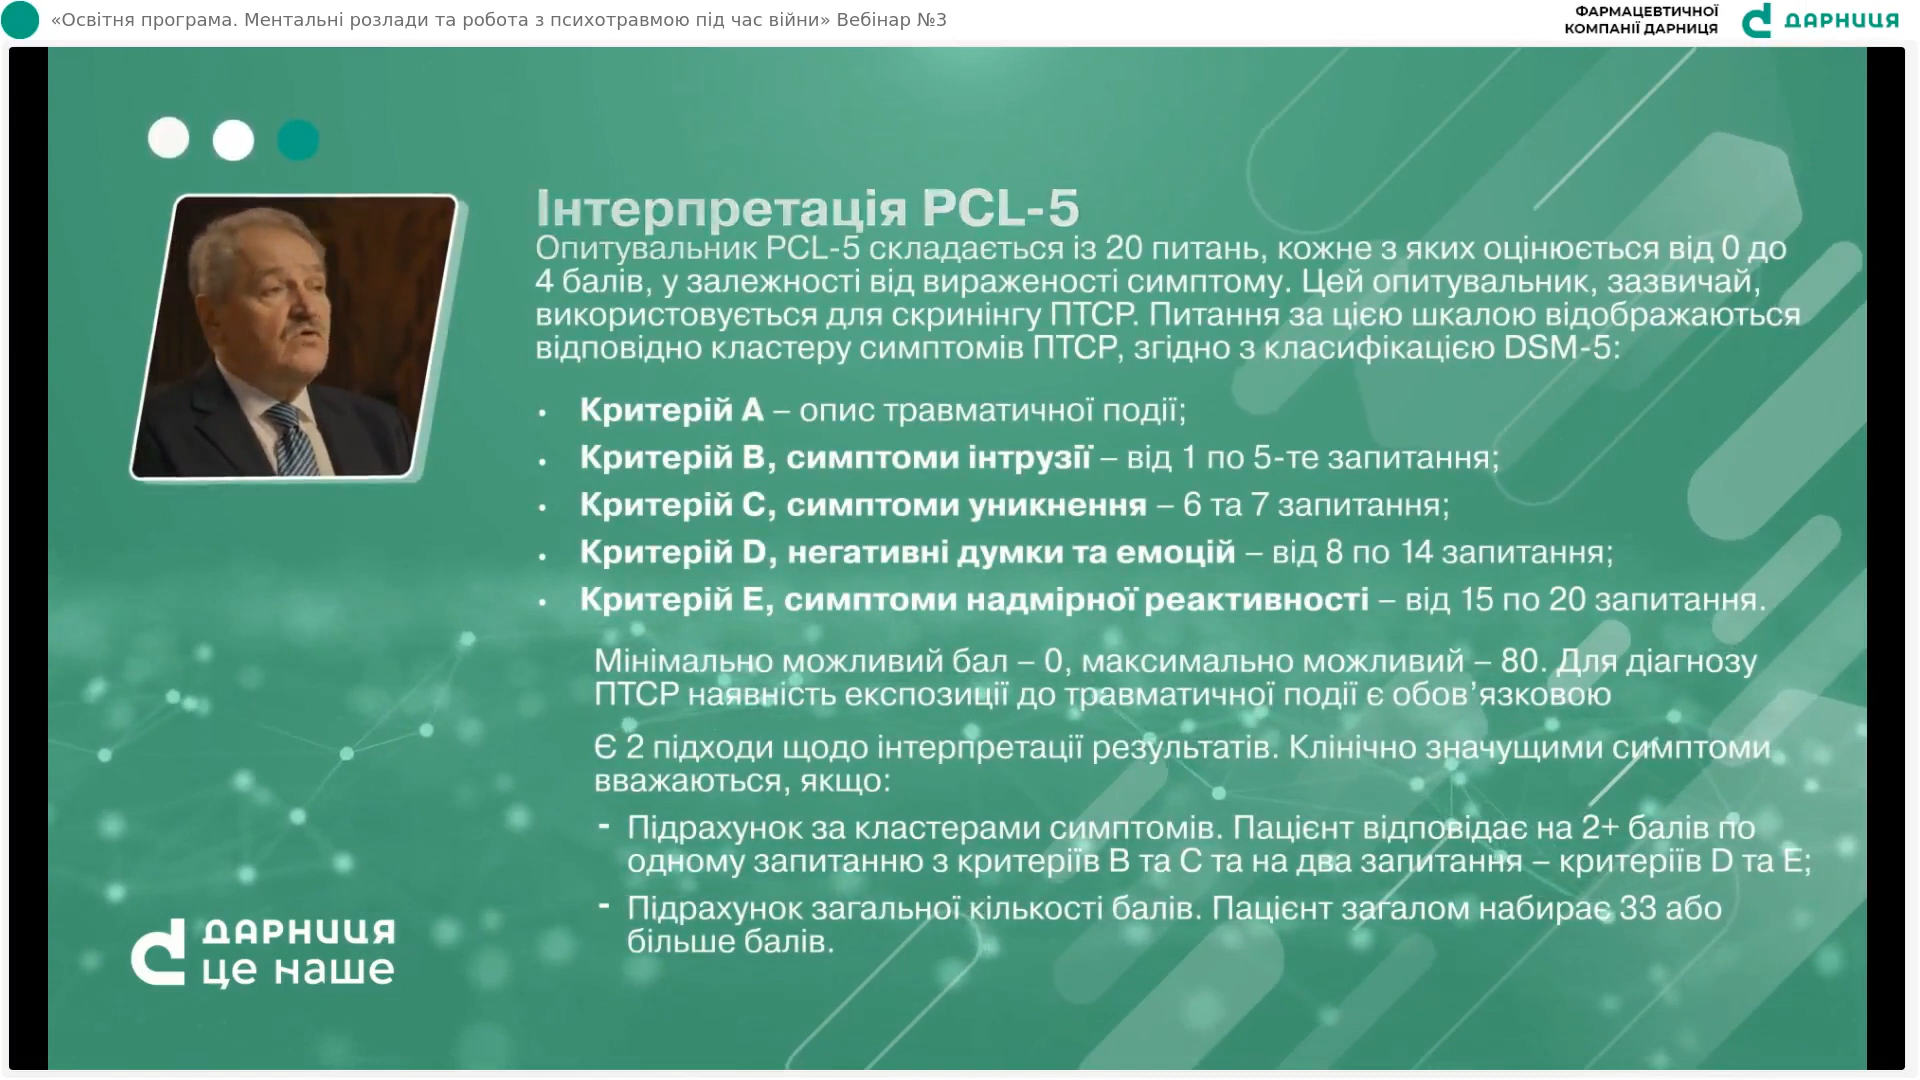 «Освітня програма. Ментальні розлади та робота з психотравмою під час війни» Вебінар №3
ФАРМАЦЕВТИЧНОЇ
КОМПАНІЇ ДАРНИЦЯ
ДАРНИЦЯ
Інтерпретація PCL-5
Опитувальник PCL-5 складається із 20 питань, кожне з яких оцінюється від 0 до
4 балів, у залежності від вираженості симптому. Цей опитувальник, зазвичай,
використовується для скринінгу ПТСР. Питання за цією шкалою відображаються
відповідно кластеру симптомів ПТСР, згідно з класифікацією DSM-5:
• Критерій A – опис травматичної події;
• Критерій B, симптоми інтрузії – від 1 по 5-те запитання;
• Критерій C, симптоми уникнення – 6 та 7 запитання;
• Критерій D, негативні думки та емоцій – від 8 по 14 запитання;
• Критерій E, симптоми надмірної реактивності – від 15 по 20 запитання.
Мінімально можливий бал – 0, максимально можливий – 80. Для діагнозу
ПТСР наявність експозиції до травматичної події є обов’язковою
Є 2 підходи щодо інтерпретації результатів. Клінічно значущими симптоми
вважаються, якщо:
- Підрахунок за кластерами симптомів. Пацієнт відповідає на 2+ балів по
одному запитанню з критеріїв B та C та на два запитання – критеріїв D та E;
- Підрахунок загальної кількості балів. Пацієнт загалом набирає 33 або
більше балів.
ДАРНИЦЯ
це наше